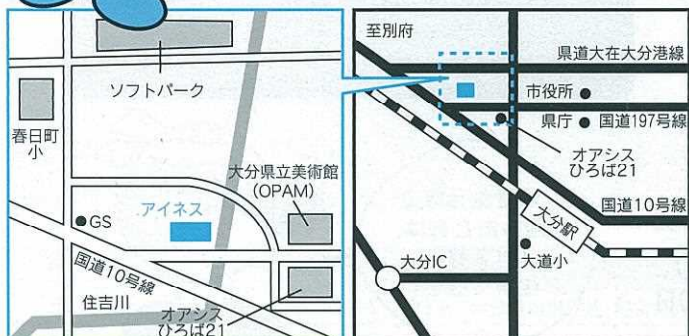 ソフトパーク
春日町
小
大分県立美術館
(OPAM)
アイネス
GS
国道10号線
住吉川
オアシス
ひろば21
至別府
県道大在大分港線
市役所
県庁
国道197号線
オアシス
ひろば21
国道10号線
大分駅
大分IC
大道小